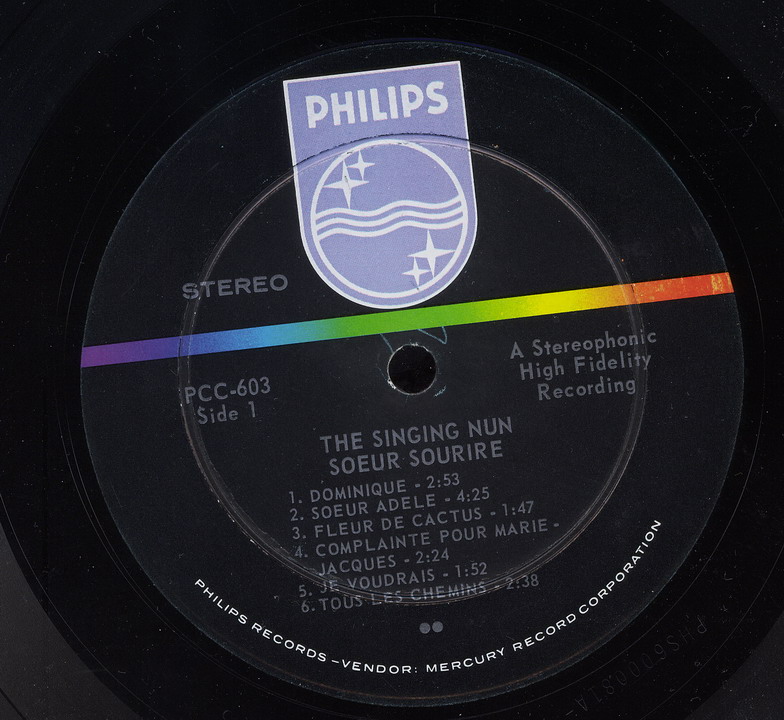 PHILIPS
STEREO
A Stereophonic
High Fidelity
Recording
PCC-603
Side 1
THE SINGING NUN
SOEUR SOURIRE
1. DOMINIQUE - 2:53
2. SOEUR ADELE - 4:25
3. FLEUR DE CACTUS - 1:47
4. COMPLAINTE POUR MARIE -
JACQUES - 2:24
5. JE VOUDRAIS - 1:52
6. TOUS LES CHEMINS - 2:38
PHILIPS RECORDS – VENDOR: MERCURY RECORD CORPORATION